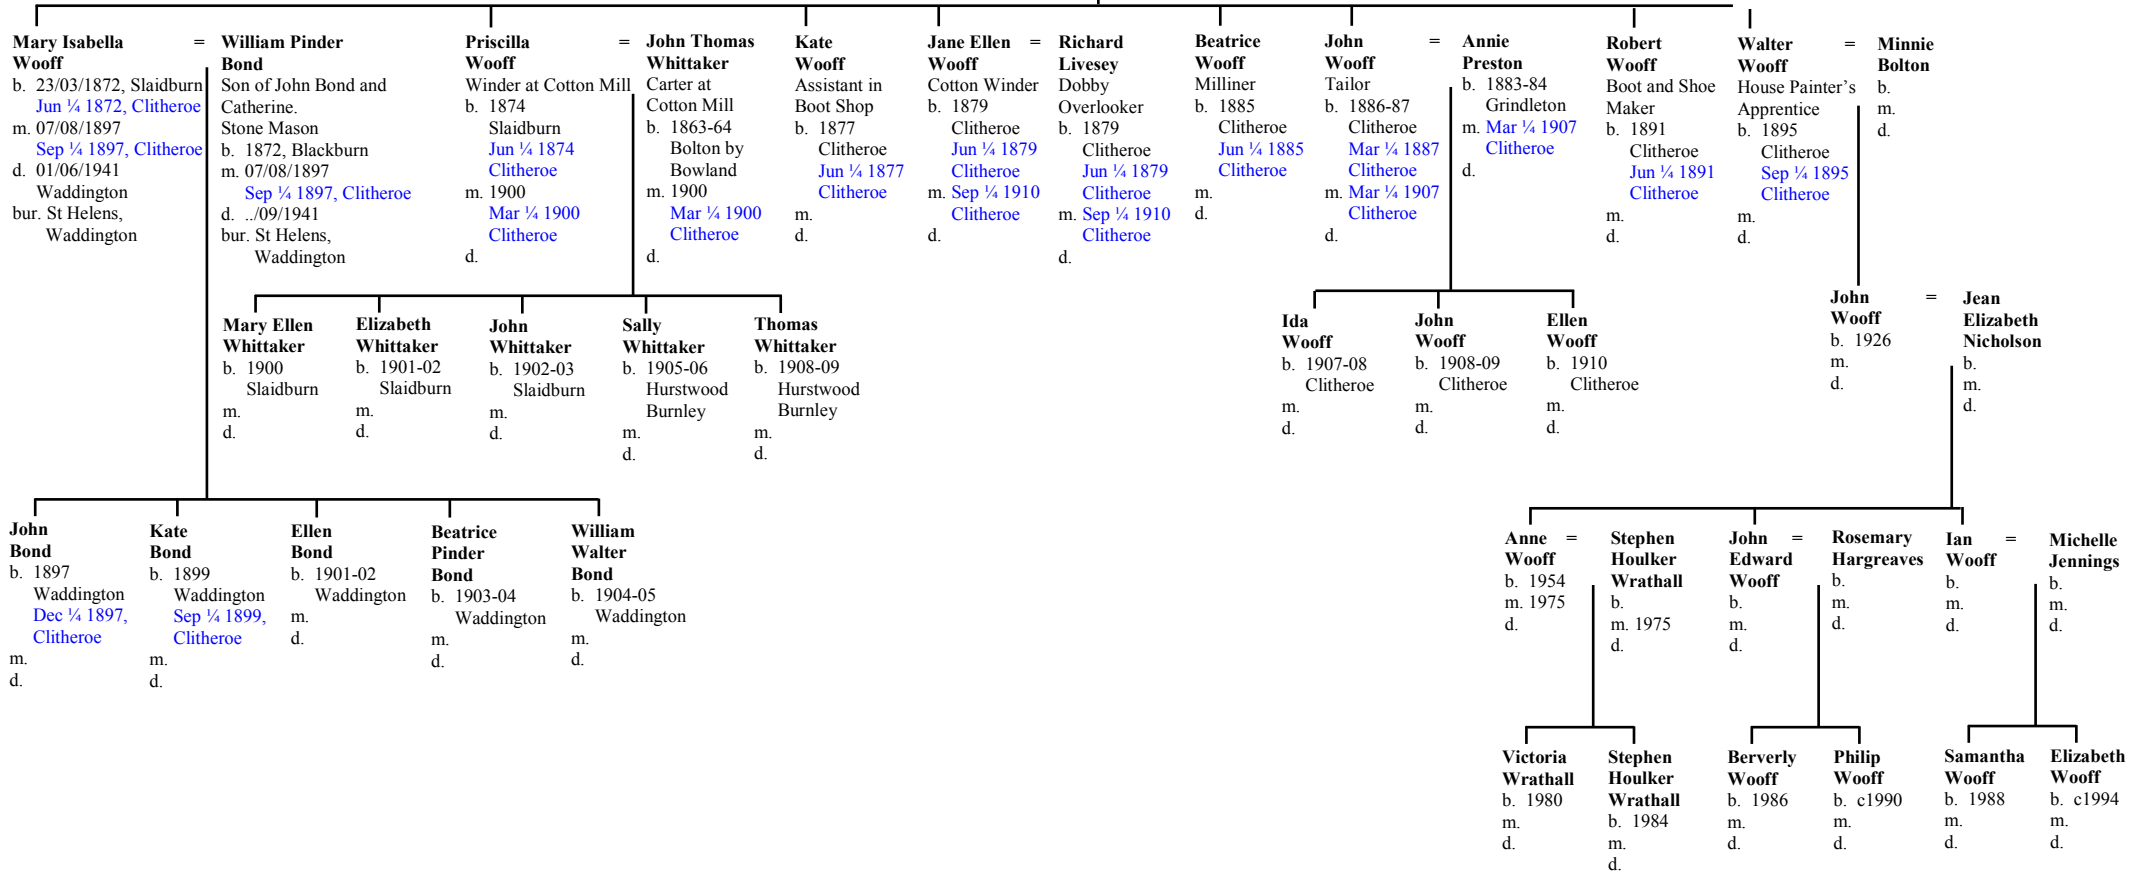 Mary Isabella =
Wooff
b. 23/03/1872, Slaidburn
Jun ¼ 1872, Clitheroe
m. 07/08/1897
Sep ¼ 1897, Clitheroe
d. 01/06/1941
Waddington
bur. St Helens,
Waddington
William Pinder
Bond
Son of John Bond and
Catherine.
Stone Mason
b. 1872, Blackburn
m. 07/08/1897
Sep ¼ 1897, Clitheroe
d. ../09/1941
bur. St Helens,
Waddington
Priscilla =
Wooff
Winder at Cotton Mill
b. 1874
Slaidburn
Jun ¼ 1874
Clitheroe
m. 1900
Mar ¼ 1900
Clitheroe
d.
John Thomas
Whittaker
Carter at
Cotton Mill
b. 1863-64
Bolton by
Bowland
m. 1900
Mar ¼ 1900
Clitheroe
d.
Kate
Wooff
Assistant in
Boot Shop
b. 1877
Clitheroe
Jun ¼ 1877
Clitheroe
m.
d.
Jane Ellen =
Wooff
Cotton Winder
b. 1879
Clitheroe
Jun ¼ 1879
Clitheroe
m. Sep ¼ 1910
Clitheroe
d.
Richard
Livesey
Dobby
Overlooker
b. 1879
Clitheroe
Jun ¼ 1879
Clitheroe
m. Sep ¼ 1910
Clitheroe
d.
Beatrice
Wooff
Milliner
b. 1885
Clitheroe
Jun ¼ 1885
Clitheroe
m.
d.
John =
Wooff
Tailor
b. 1886-87
Clitheroe
Mar ¼ 1887
Clitheroe
m. Mar ¼ 1907
Clitheroe
d.
Annie
Preston
b. 1883-84
Grindleton
m. Mar ¼ 1907
Clitheroe
d.
Robert
Wooff
Boot and Shoe
Maker
b. 1891
Clitheroe
Jun ¼ 1891
Clitheroe
m.
d.
Walter =
Wooff
House Painter's
Apprentice
b. 1895
Clitheroe
Sep ¼ 1895
Clitheroe
m.
d.
Minnie
Bolton
b.
m.
d.
Mary Ellen
Whittaker
b. 1900
Slaidburn
m.
d.
Elizabeth
Whittaker
b. 1901-02
Slaidburn
m.
d.
John
Whittaker
b. 1902-03
Slaidburn
m.
d.
Sally
Whittaker
b. 1905-06
Hurstwood
Burnley
m.
d.
Thomas
Whittaker
b. 1908-09
Hurstwood
Burnley
m.
d.
Ida
Wooff
b. 1907-08
Clitheroe
m.
d.
John
Wooff
b. 1908-09
Clitheroe
m.
d.
Ellen
Wooff
b. 1910
Clitheroe
m.
d.
John =
Wooff
b. 1926
m.
d.
Jean
Elizabeth
Nicholson
b.
m.
d.
John
Bond
b. 1897
Waddington
Dec ¼ 1897,
Clitheroe
m.
d.
Kate
Bond
b. 1899
Waddington
Sep ¼ 1899,
Clitheroe
m.
d.
Ellen
Bond
b. 1901-02
Waddington
m.
d.
Beatrice
Pinder
Bond
b. 1903-04
Waddington
m.
d.
William
Walter
Bond
b. 1904-05
Waddington
m.
d.
Anne =
Wooff
b. 1954
m. 1975
d.
Stephen
Houlker
Wrathall
b.
m. 1975
d.
John =
Edward
Wooff
b.
m.
d.
Rosemary
Hargreaves
b.
m.
d.
Ian =
Wooff
b.
m.
d.
Michelle
Jennings
b.
m.
d.
Victoria
Wrathall
b. 1980
m.
d.
Stephen
Houlker
Wrathall
b. 1984
m.
d.
Berverly
Wooff
b. 1986
m.
d.
Philip
Wooff
b. c1990
m.
d.
Samantha
Wooff
b. 1988
m.
d.
Elizabeth
Wooff
b. c1994
m.
d.